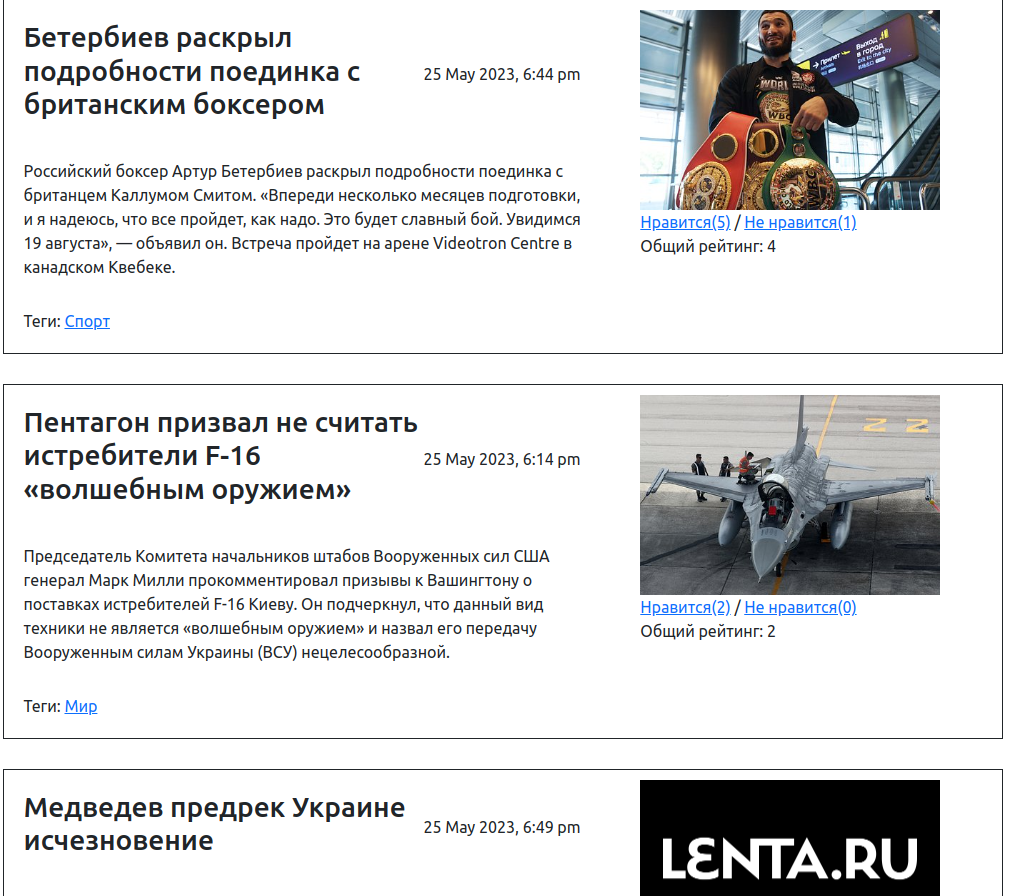 Бетербиев раскрыл
подробности поединка с
британским боксером
25 May 2023, 6:44 pm
Российский боксер Артур Бетербиев раскрыл подробности поединка с
британцем Каллумом Смитом. «Впереди несколько месяцев подготовки,
и я надеюсь, что все пройдет, как надо. Это будет славный бой. Увидимся
19 августа», — объявил он. Встреча пройдет на арене Videotron Centre в
канадском Квебеке.
Теги: Спорт
Прилет
Arrivals
Выход
в город
Exit to the city
WORL
WBC
WBC
Нравится(5) / Не нравится(1)
Общий рейтинг: 4
Пентагон призвал не считать
истребители F-16
«волшебным оружием»
25 May 2023, 6:14 pm
Председатель Комитета начальников штабов Вооруженных сил США
генерал Марк Милли прокомментировал призывы к Вашингтону о
поставках истребителей F-16 Киеву. Он подчеркнул, что данный вид
техники не является «волшебным оружием» и назвал его передачу
Вооруженным силам Украины (ВСУ) нецелесообразной.
Теги: Мир
Нравится(2) / Не нравится(0)
Общий рейтинг: 2
Медведев предрек Украине
исчезновение
25 May 2023, 6:49 pm
LENTA.RU